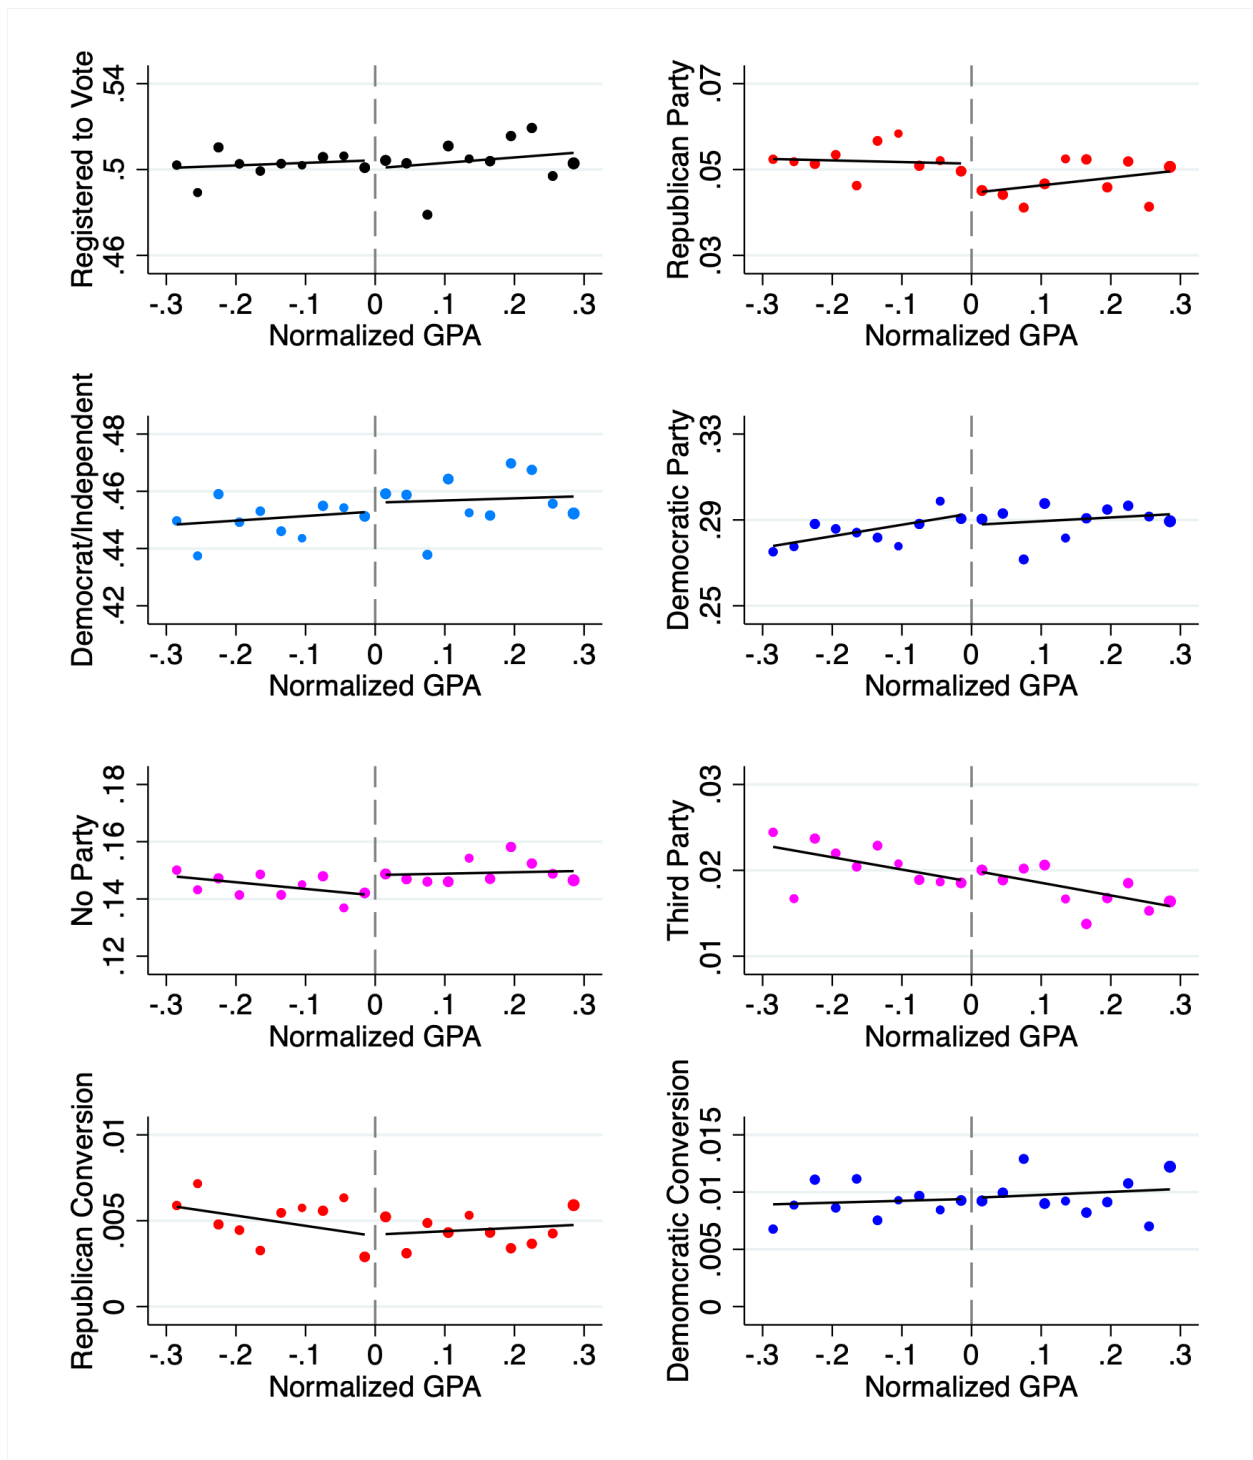 Registered to Vote
.54
.5
.46
-.3 -.2 -.1 0 .1 .2 .3
Normalized GPA
Republican Party
.07
.05
.03
-.3 -.2 -.1 0 .1 .2 .3
Normalized GPA
Democrat/Independent
.48
.46
.44
.42
-.3 -.2 -.1 0 .1 .2 .3
Normalized GPA
Democratic Party
.33
.29
.25
-.3 -.2 -.1 0 .1 .2 .3
Normalized GPA
No Party
.18
.16
.14
.12
-.3 -.2 -.1 0 .1 .2 .3
Normalized GPA
Third Party
.03
.02
.01
-.3 -.2 -.1 0 .1 .2 .3
Normalized GPA
Republican Conversion
.01
.005
0
-.3 -.2 -.1 0 .1 .2 .3
Normalized GPA
Demomcratic Conversion
.015
.01
.005
0
-.3 -.2 -.1 0 .1 .2 .3
Normalized GPA